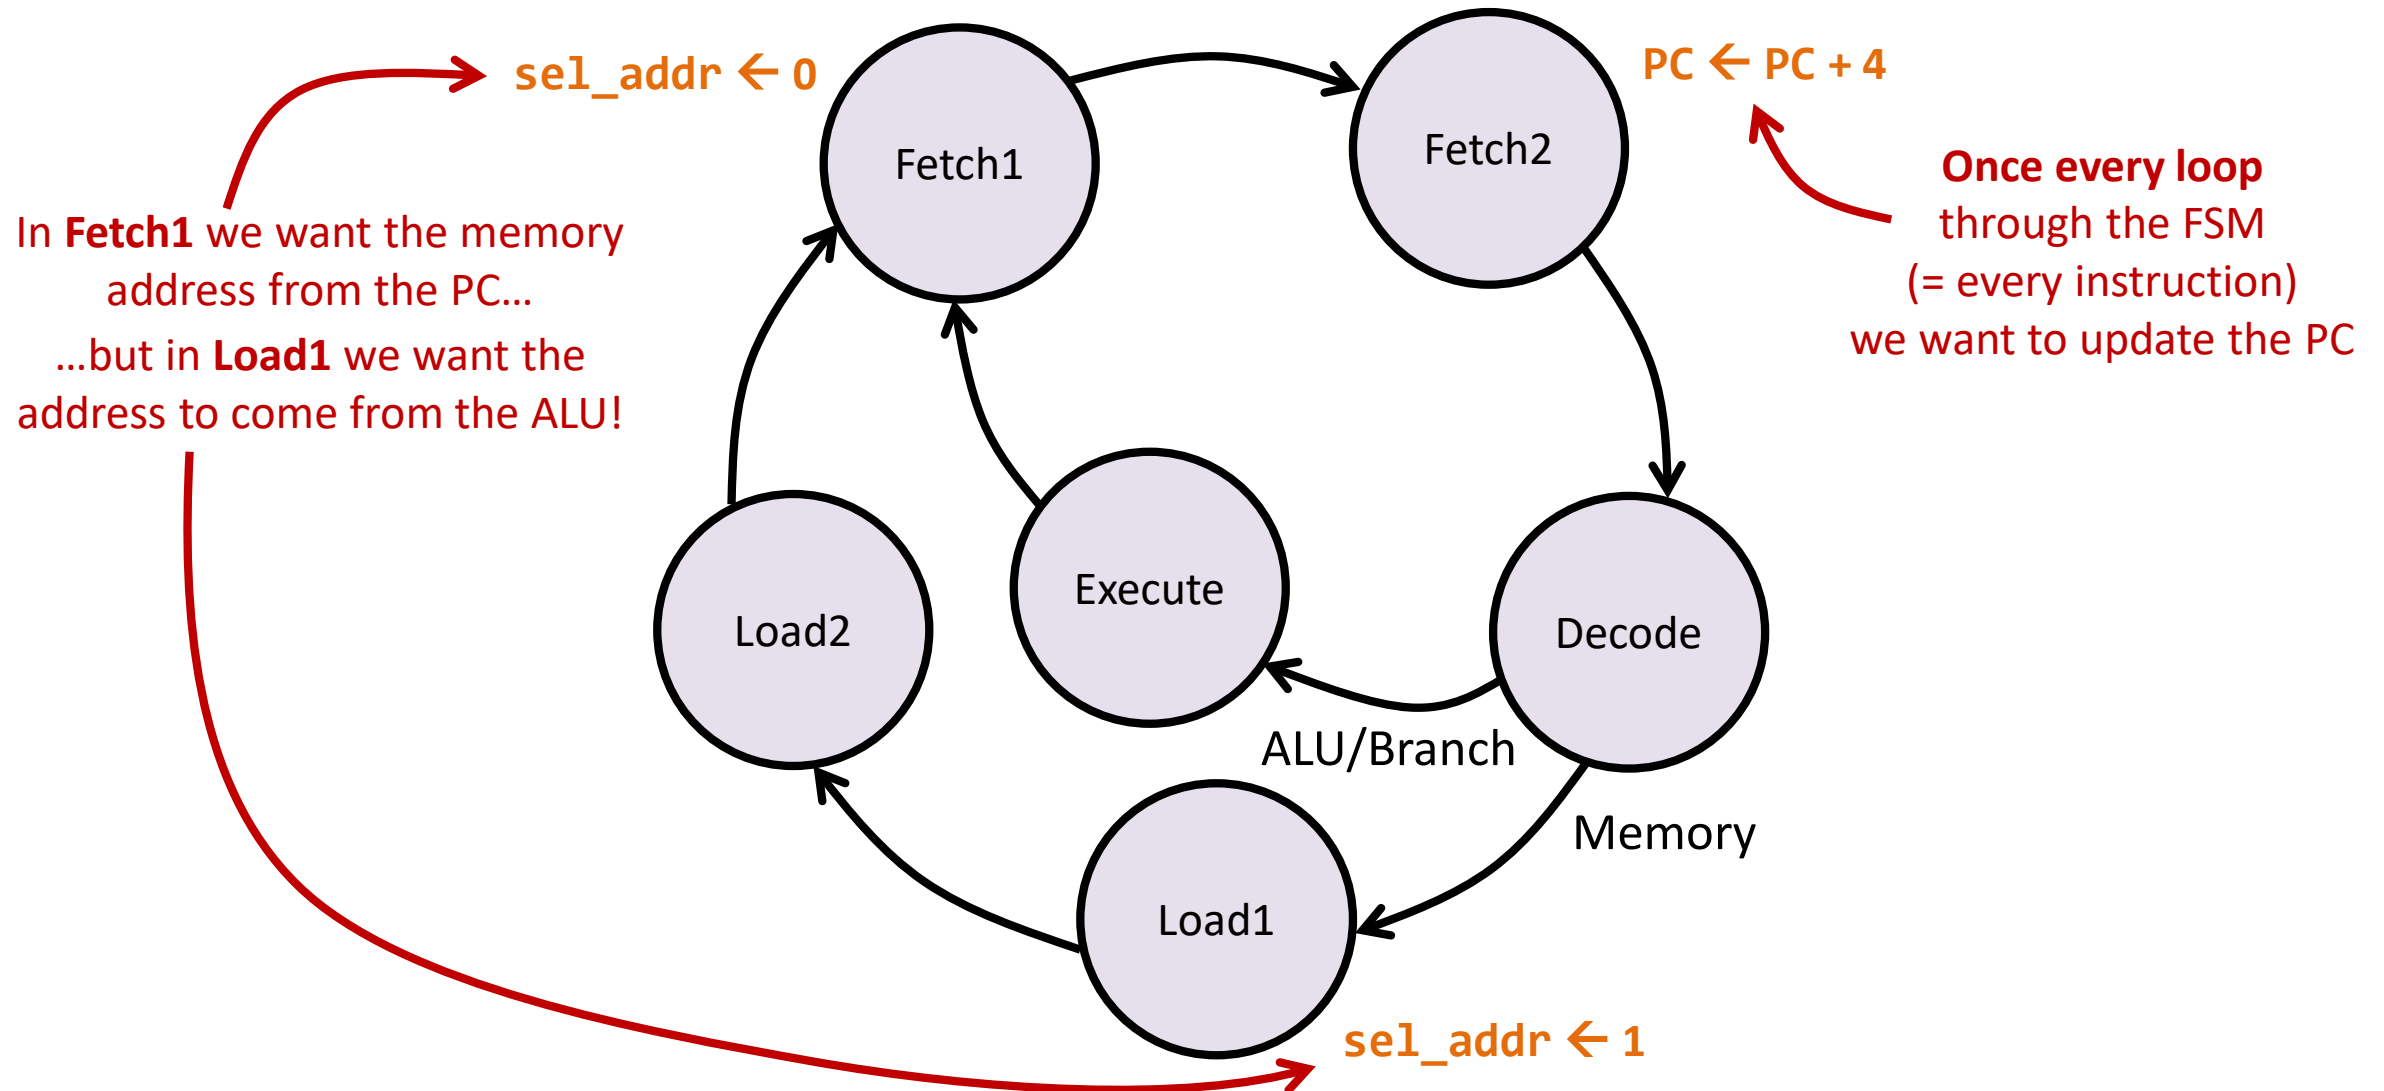 sel_addr ← 0
PC ← PC + 4
Fetch1
Fetch2
In Fetch1 we want the memory
address from the PC...
...but in Load1 we want the
address to come from the ALU!
Once every loop
through the FSM
(= every instruction)
we want to update the PC
Load2
Execute
Decode
ALU/Branch
Memory
Load1
sel_addr ← 1